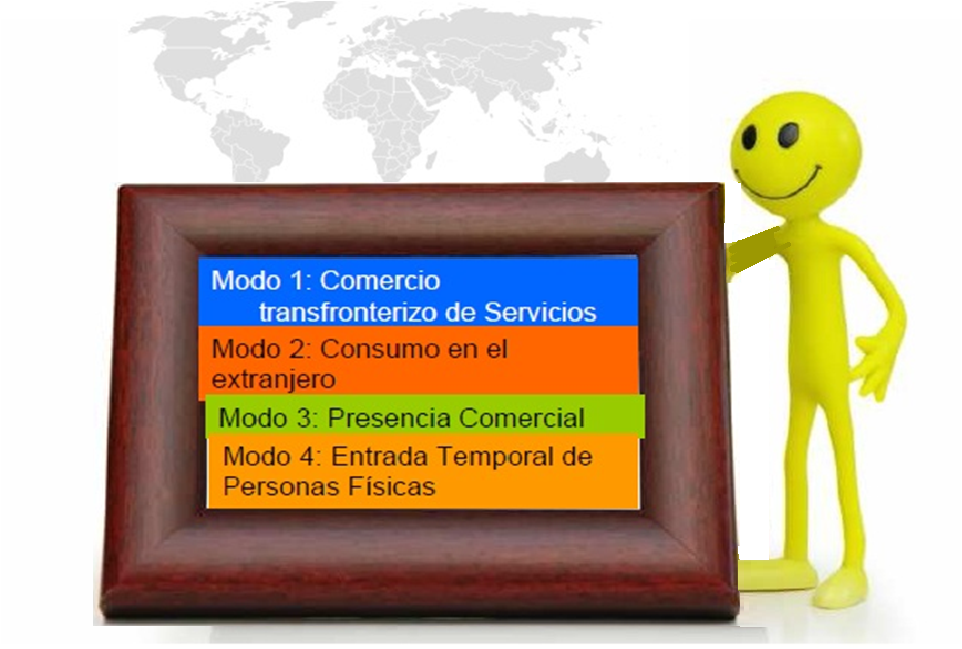 Modo 1: Comercio
transfronterizo de Servicios
Modo 2: Consumo en el
extranjero
Modo 3: Presencia Comercial
Modo 4: Entrada Temporal de
Personas Físicas